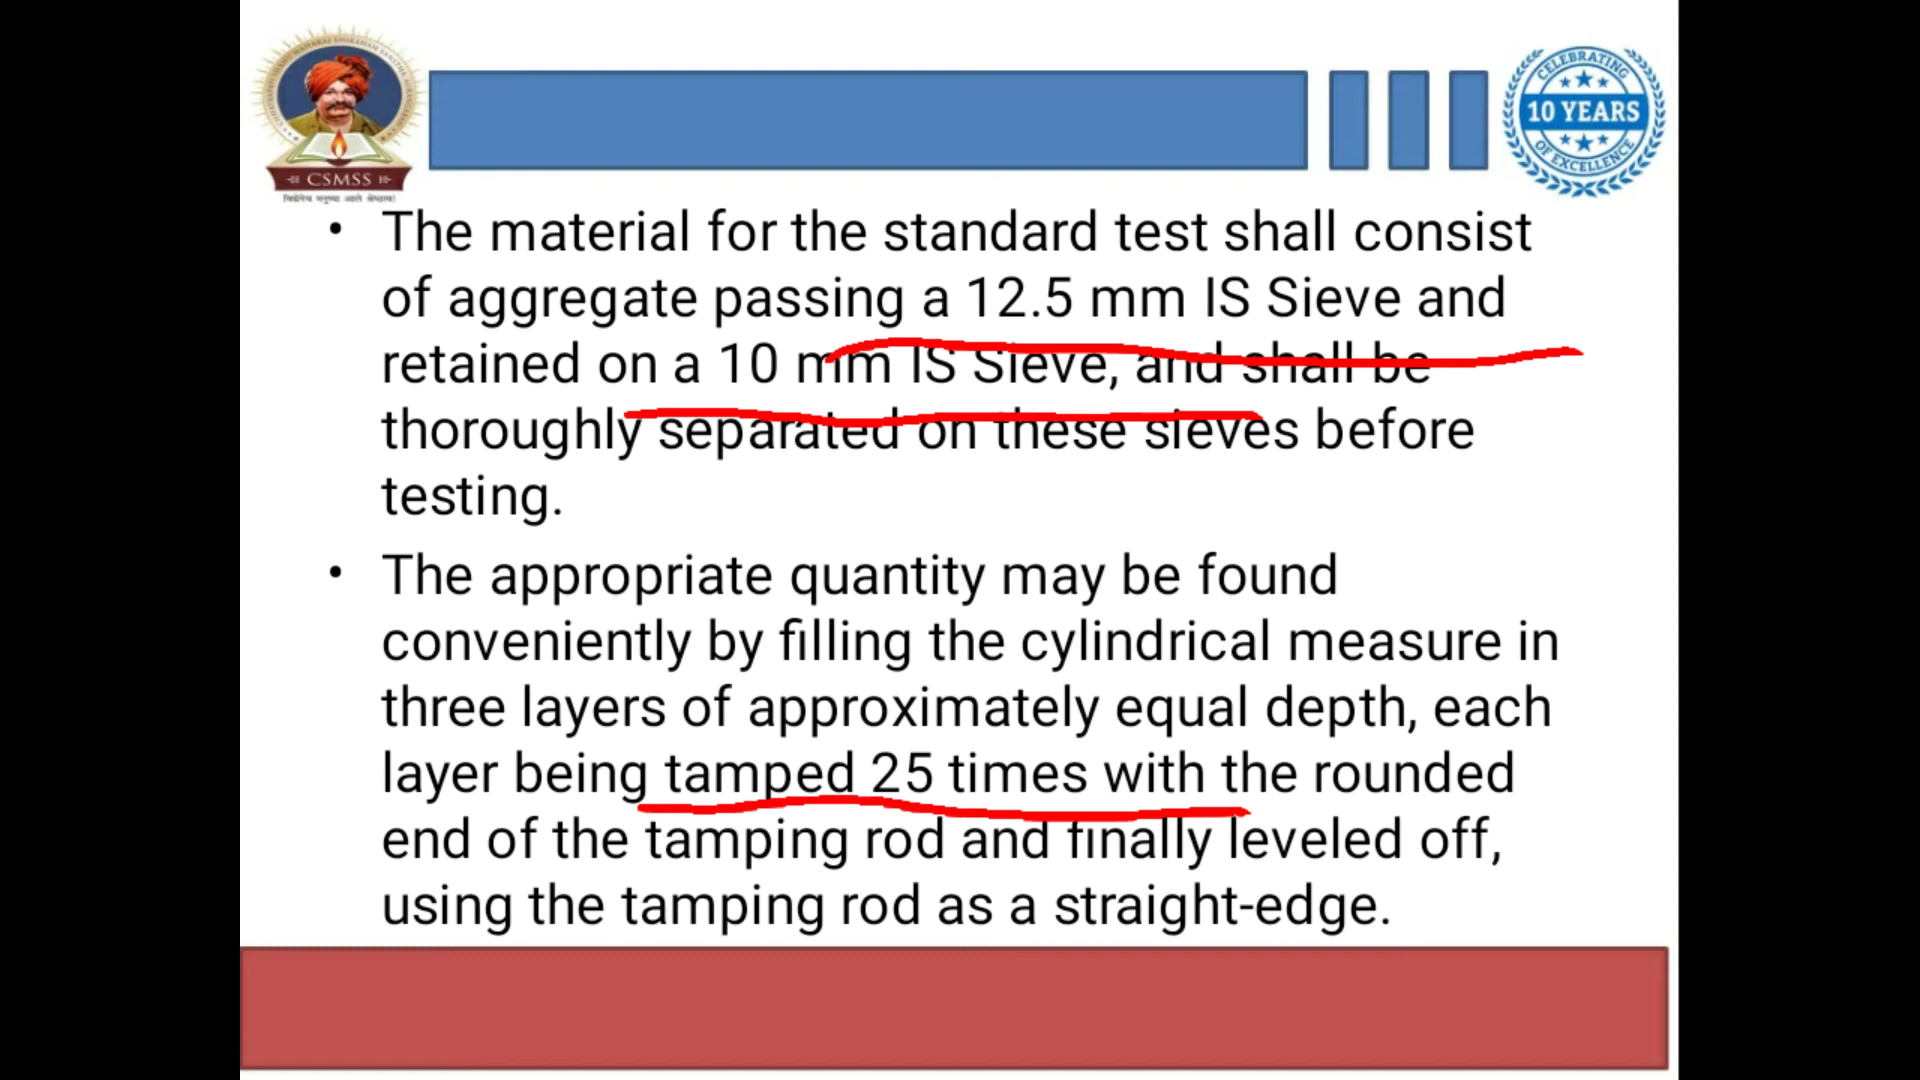 CSMSS
CELEBRATING
10 YEARS
OF EXCELLENCE
• The material for the standard test shall consist
of aggregate passing a 12.5 mm IS Sieve and
retained on a 10 mm IS Sieve, and shall be
thoroughly separated on these sieves before
testing.
• The appropriate quantity may be found
conveniently by filling the cylindrical measure in
three layers of approximately equal depth, each
layer being tamped 25 times with the rounded
end of the tamping rod and finally leveled off,
using the tamping rod as a straight-edge.